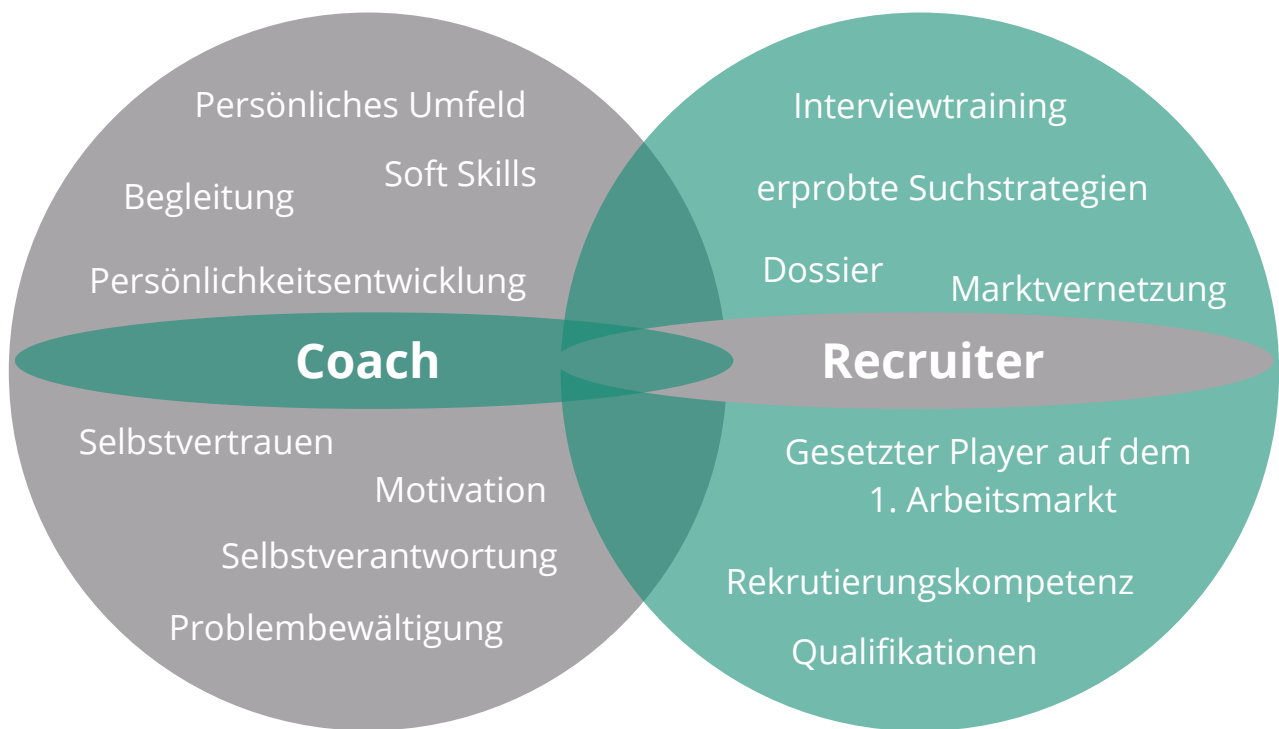 Persönliches Umfeld
Soft Skills
Begleitung
Persönlichkeitsentwicklung
Coach
Selbstvertrauen
Motivation
Selbstverantwortung
Problembewältigung
Interviewtraining
erprobte Suchstrategien
Dossier
Marktvernetzung
Recruiter
Gesetzter Player auf dem
1. Arbeitsmarkt
Rekrutierungskompetenz
Qualifikationen